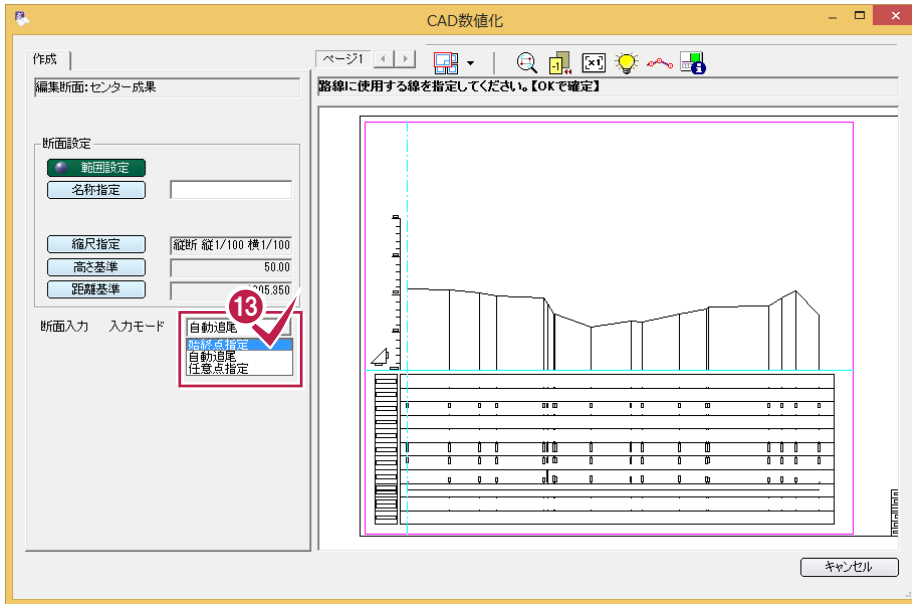 CAD数値化
作成
編集断面:センター成果
断面設定
範囲設定
名称指定
縮尺指定
縦断 縦1/100 横1/100
高さ基準
50.00
距離基準
005.350
13
断面入力 入力モード
自動追尾
始終点指定
自動追尾
任意点指定
ページ1
-1
×1
路線に使用する線を指定してください。【OKで確定】
キャンセル